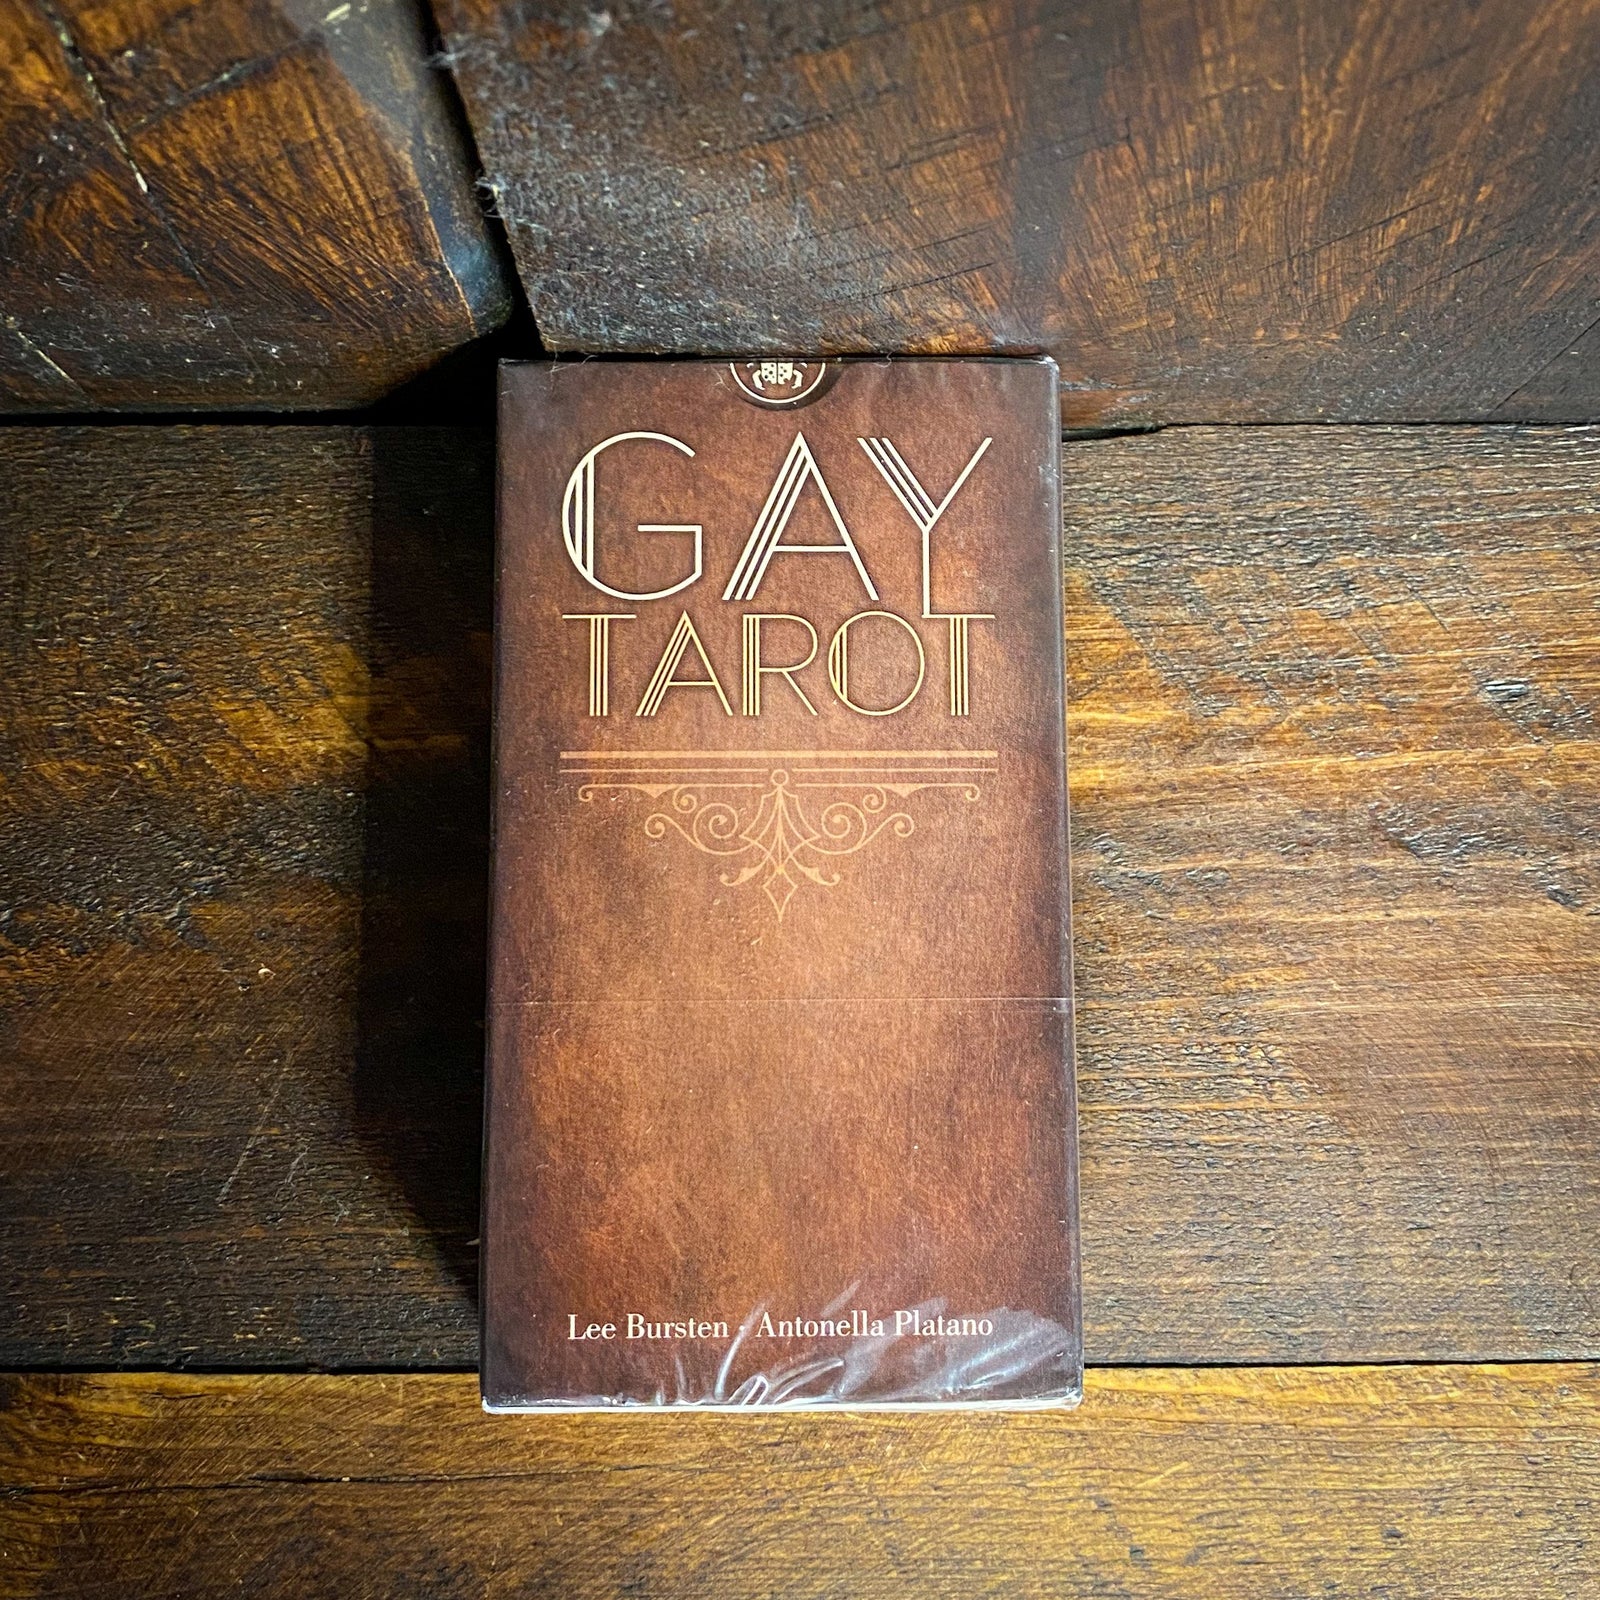 GAY
TAROT
Lee Bursten · Antonella Platano